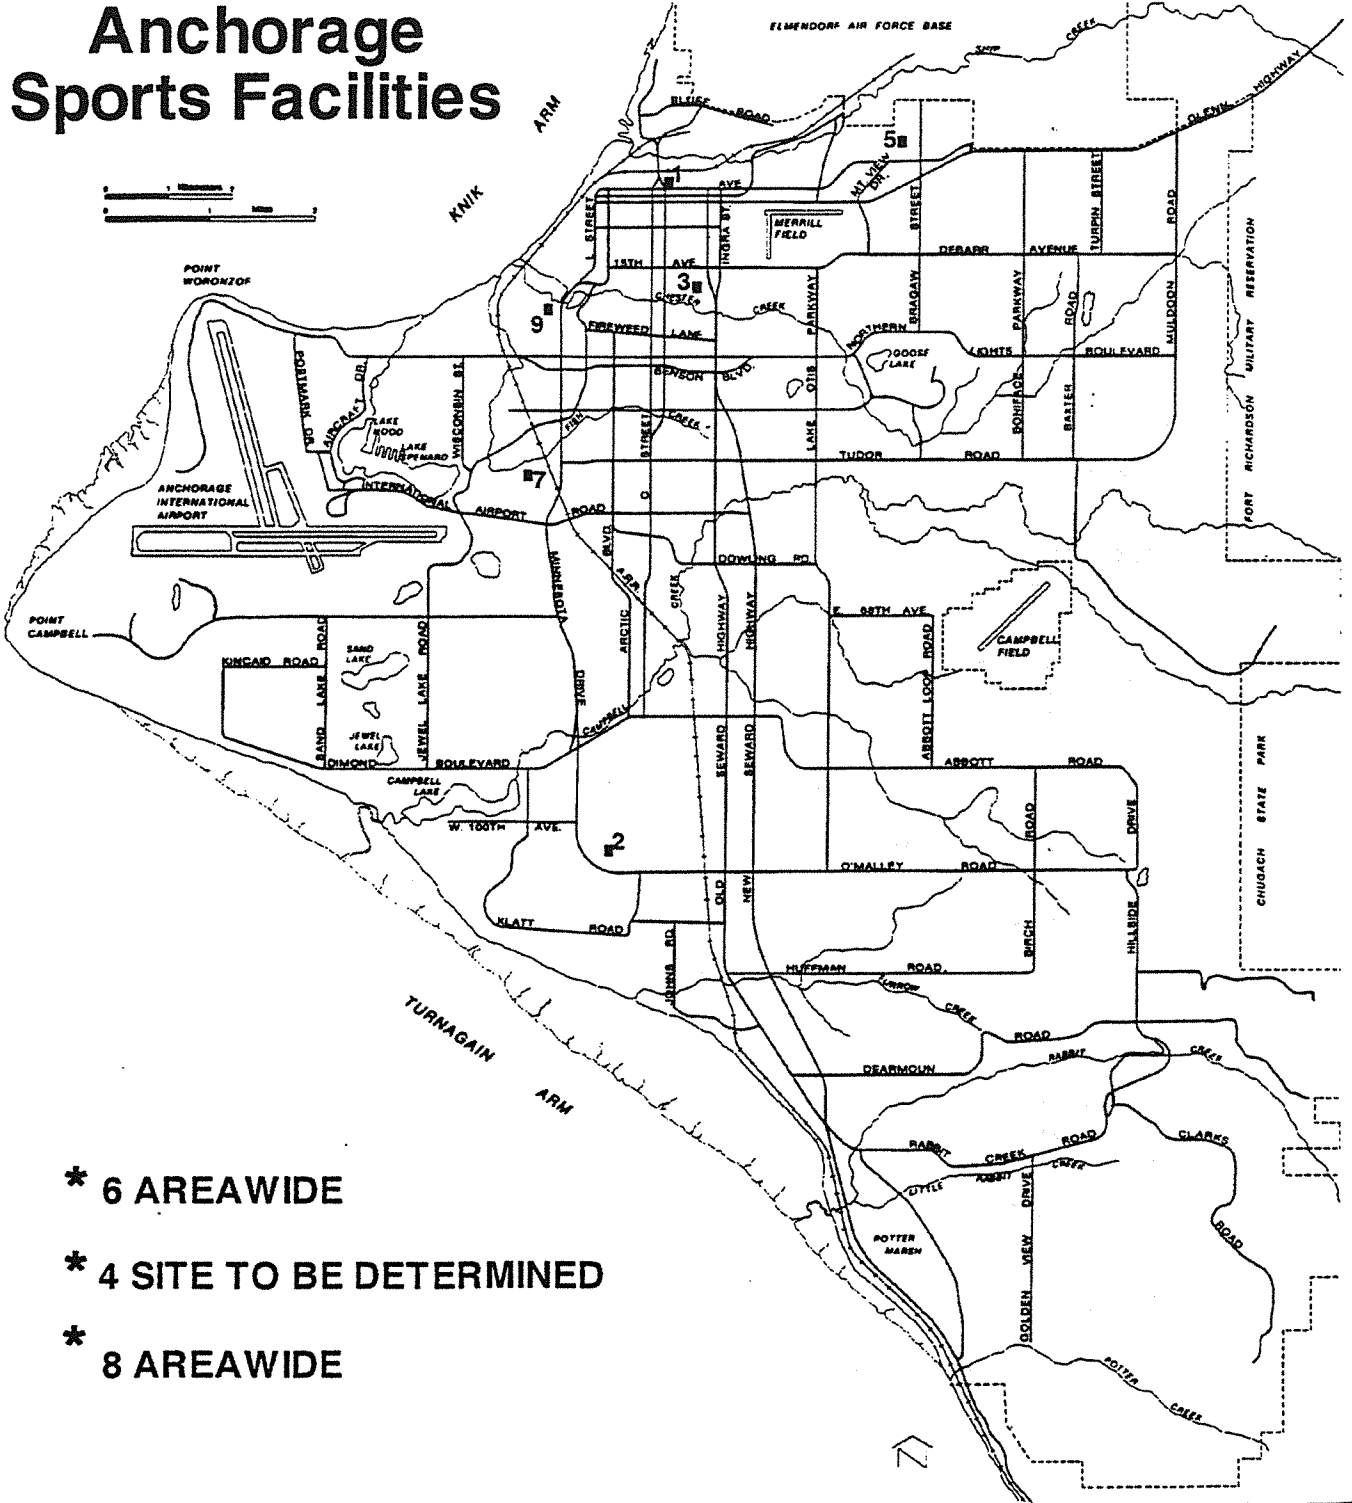 Anchorage
Sports Facilities
ELMENDORF AIR FORCE BASE
SHIP
CREEK
GLENN
HIGHWAY
KNIK
ARM
ROAD
5
MT. VIEW
DR.
1
AVE
L STREET
INGRA ST.
MERRILL
FIELD
STREET
TURPIN STREET
ROAD
DEBARR
AVENUE
15TH
AVE
3
CHESTER
CREEK
9
FIREWEED
LANE
PARKWAY
BRAGAW
PARKWAY
ROAD
MULDOON
NORTHERN
LIGHTS
BOULEVARD
GOOSE
LAKE
BENSON
BLVD.
OTIS
LAKE
BONIFACE
BAXTER
FORT RICHARDSON MILITARY RESERVATION
POINT
WORONZOF
AIRCRAFT
DR
WISCONSIN ST.
LAKE
HOOD
LAKE
SPENARD
FISH
CREEK
STREET
TUDOR
ROAD
7
ANCHORAGE
INTERNATIONAL
AIRPORT
INTERNATIONAL
AIRPORT
ROAD
BLVD
DOWLING
RD.
MINNESOTA
DRIVE
A.R.R.
ARCTIC
CREEK
HIGHWAY
HIGHWAY
E. 68TH AVE
ABBOTT LOOP ROAD
CAMPBELL
FIELD
POINT
CAMPBELL
KINCAID ROAD
SAND LAKE ROAD
SAND
LAKE
JEWEL LAKE ROAD
JEWEL
LAKE
DIMOND
BOULEVARD
CAMPBELL
CAMPBELL
LAKE
SEWARD
SEWARD
ABBOTT
ROAD
CHUGACH STATE PARK
W. 100TH
AVE.
2
O'MALLEY
ROAD
ROAD
DRIVE
OLD
NEW
KLATT
ROAD
BIRCH
HILLSIDE
JOHNS RD
HUFFMAN
ROAD
CREEK
TURNAGAIN
ARM
DEARMOUN
ROAD
RABBIT
CREEK
RABBIT
CREEK
ROAD
CLARKS
ROAD
LITTLE
RABBIT
CREEK
POTTER
MARSH
GOLDEN VIEW DRIVE
POTTER
CREEK
* 6 AREAWIDE
* 4 SITE TO BE DETERMINED
* 8 AREAWIDE
N